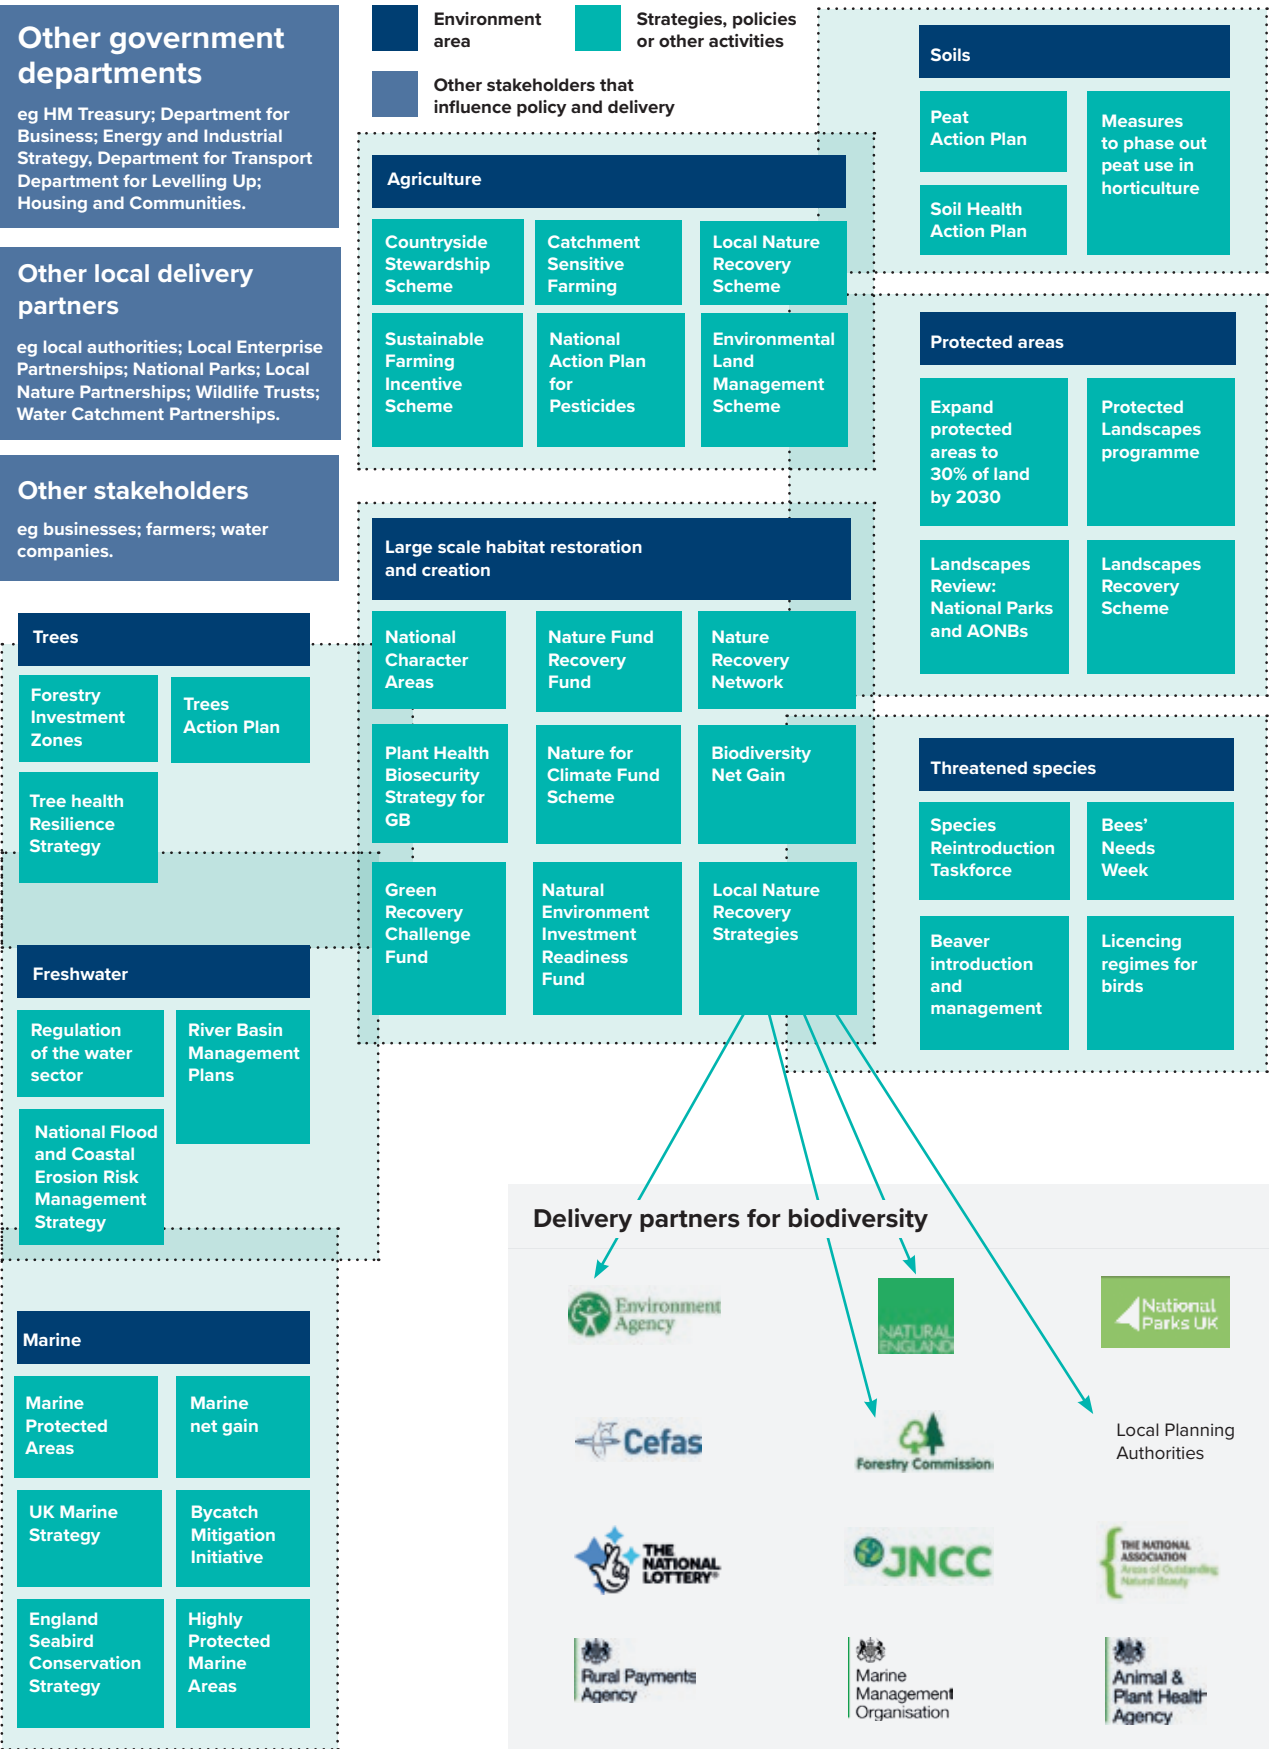 Other government
departments
eg HM Treasury; Department for
Business; Energy and Industrial
Strategy, Department for Transport
Department for Levelling Up;
Housing and Communities.
Other local delivery
partners
eg local authorities; Local Enterprise
Partnerships; National Parks; Local
Nature Partnerships; Wildlife Trusts;
Water Catchment Partnerships.
Other stakeholders
eg businesses; farmers; water
companies.
Environment
area
Strategies, policies
or other activities
Other stakeholders that
influence policy and delivery
Agriculture
Countryside
Stewardship
Scheme
Catchment
Sensitive
Farming
Local Nature
Recovery
Scheme
Sustainable
Farming
Incentive
Scheme
National
Action Plan
for
Pesticides
Environmental
Land
Management
Scheme
Soils
Peat
Action Plan
Measures
to phase out
peat use in
horticulture
Soil Health
Action Plan
Protected areas
Expand
protected
areas to
30% of land
by 2030
Protected
Landscapes
programme
Landscapes
Review:
National Parks
and AONBs
Landscapes
Recovery
Scheme
Large scale habitat restoration
and creation
National
Character
Areas
Nature Fund
Recovery
Fund
Nature
Recovery
Network
Plant Health
Biosecurity
Strategy for
GB
Nature for
Climate Fund
Scheme
Biodiversity
Net Gain
Green
Recovery
Challenge
Fund
Natural
Environment
Investment
Readiness
Fund
Local Nature
Recovery
Strategies
Trees
Forestry
Investment
Zones
Trees
Action Plan
Tree health
Resilience
Strategy
Threatened species
Species
Reintroduction
Taskforce
Bees’
Needs
Week
Beaver
introduction
and
management
Licencing
regimes for
birds
Freshwater
Regulation
of the water
sector
River Basin
Management
Plans
National Flood
and Coastal
Erosion Risk
Management
Strategy
Marine
Marine
Protected
Areas
Marine
net gain
UK Marine
Strategy
Bycatch
Mitigation
Initiative
England
Seabird
Conservation
Strategy
Highly
Protected
Marine
Areas
Delivery partners for biodiversity
Environment
Agency
NATURAL
ENGLAND
National
Parks UK
Cefas
Forestry Commission
Local Planning
Authorities
THE
NATIONAL
LOTTERY®
JNCC
THE NATIONAL
ASSOCIATION
Areas of Outstanding
Natural Beauty
Rural Payments
Agency
Marine
Management
Organisation
Animal &
Plant Health
Agency